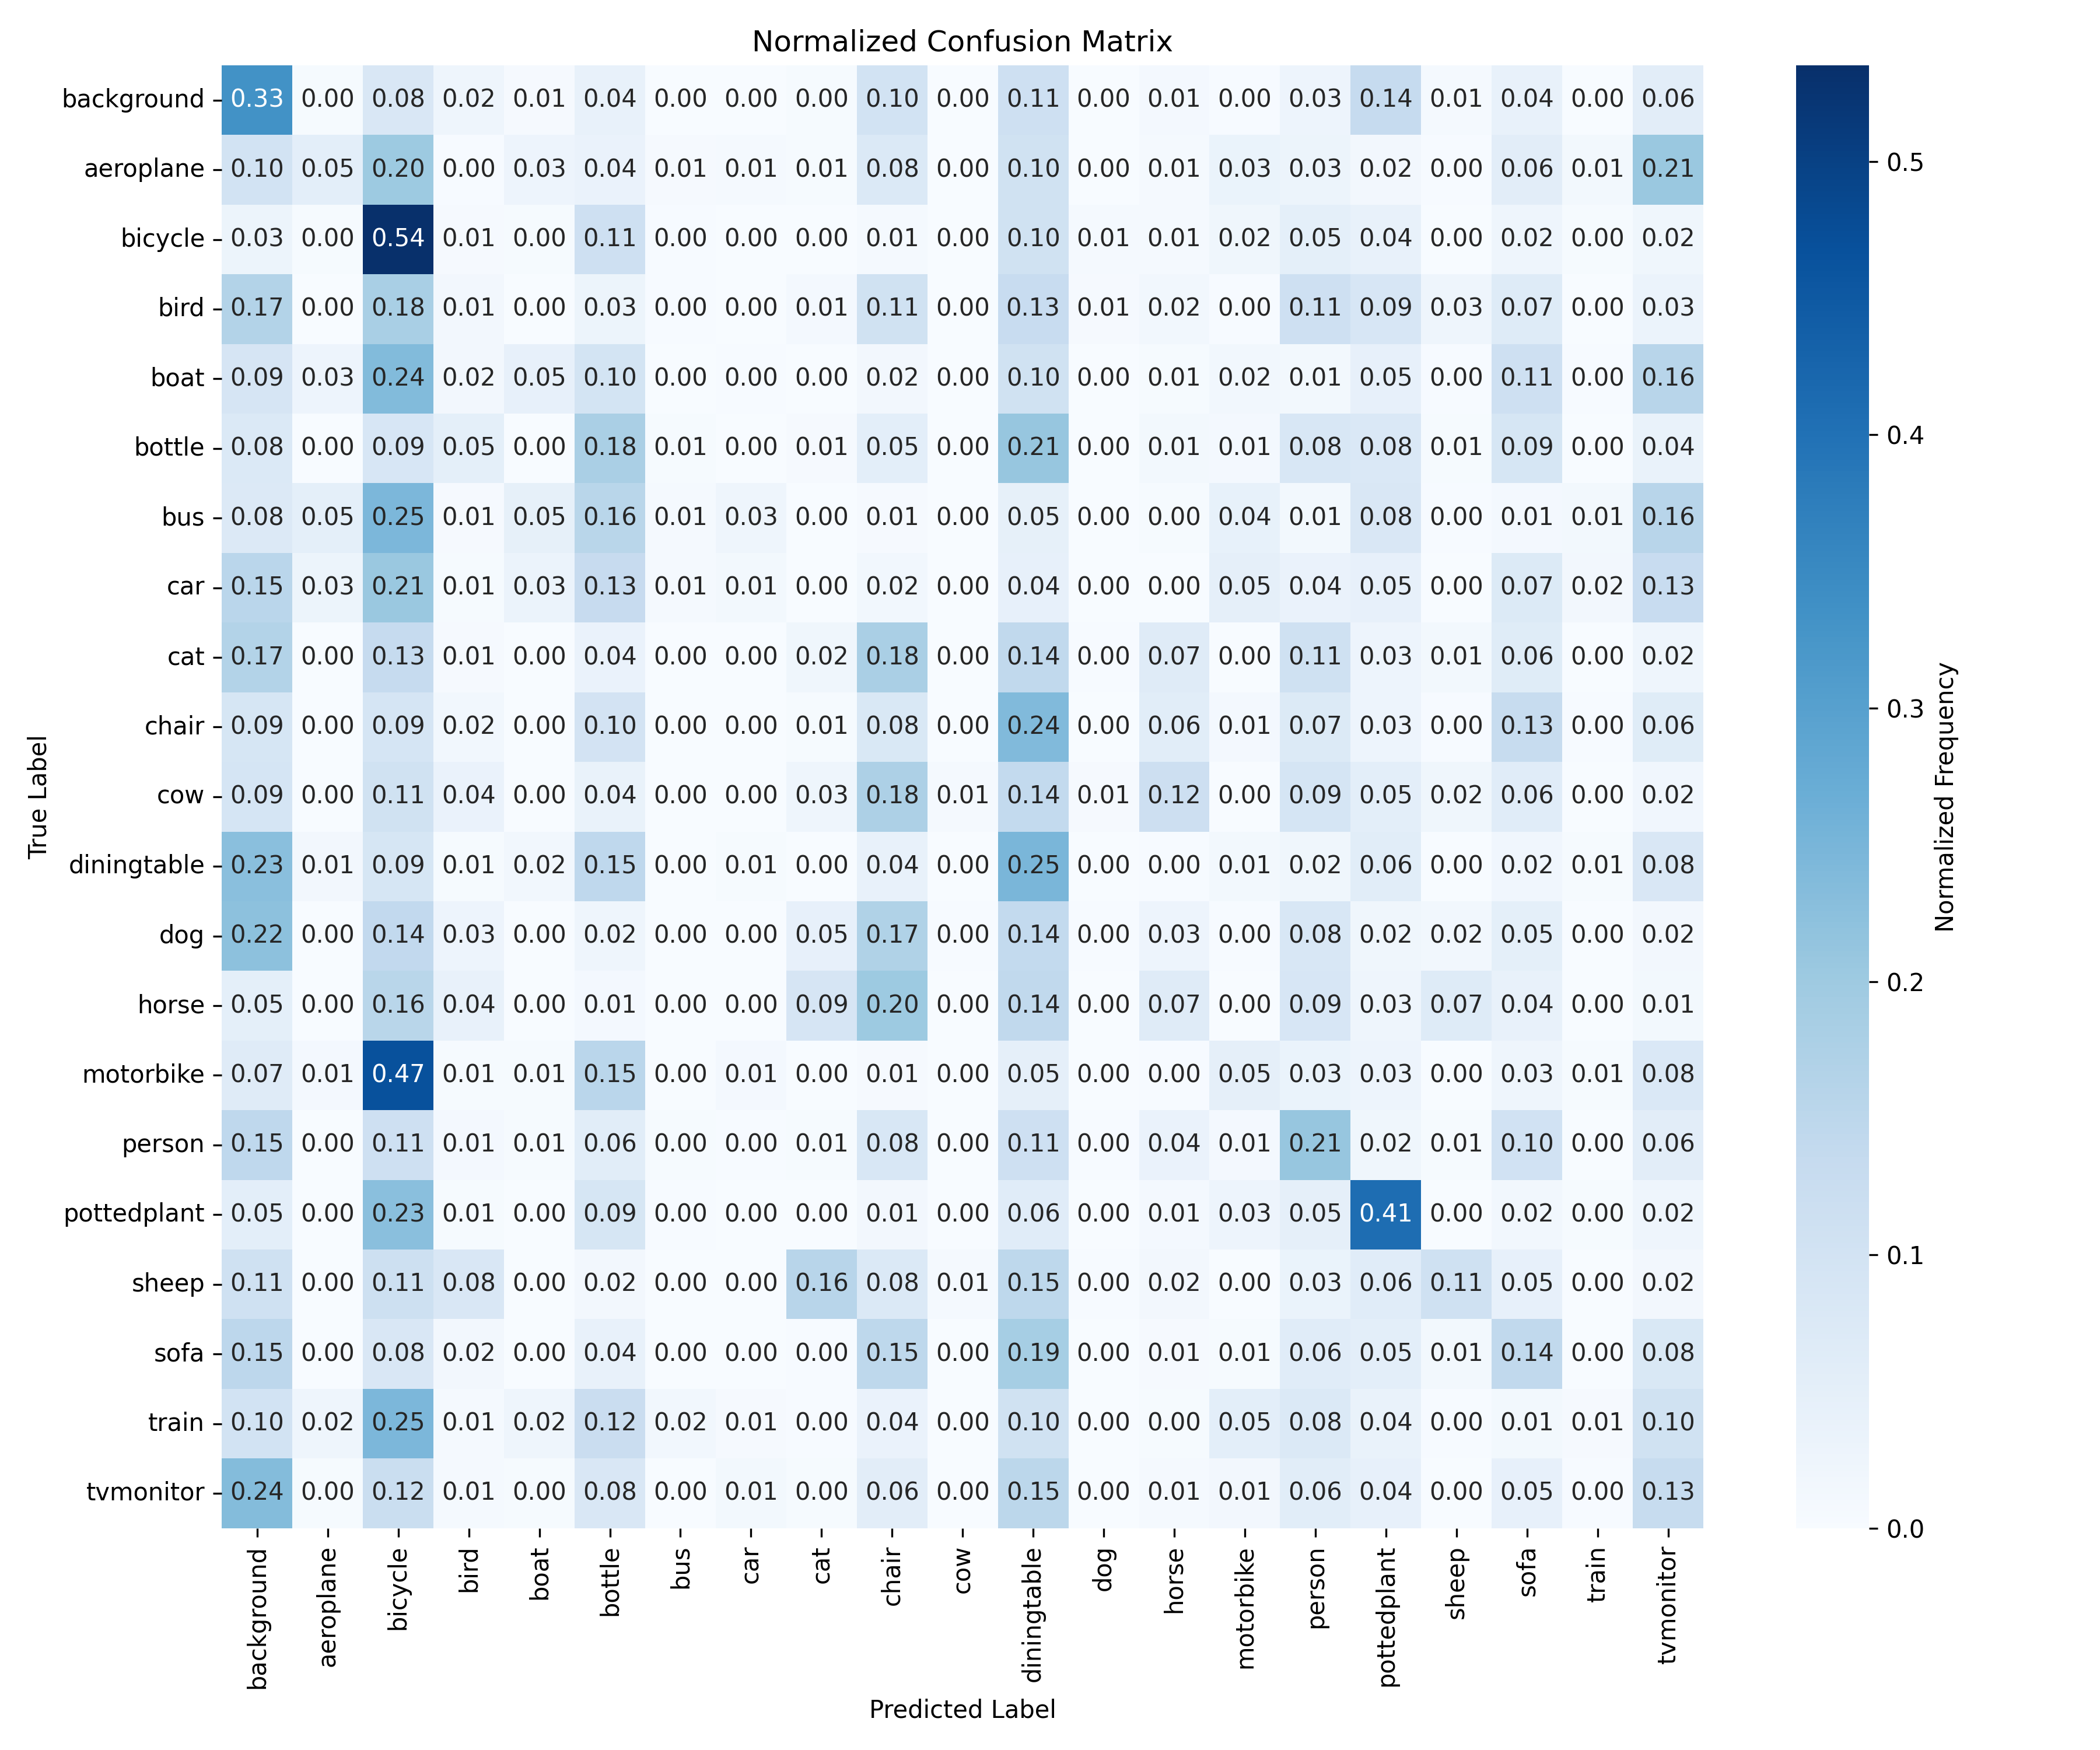 Normalized Confusion Matrix
background 0.33 0.00 0.08 0.02 0.01 0.04 0.00 0.00 0.00 0.10 0.00 0.11 0.00 0.01 0.00 0.03 0.14 0.01 0.04 0.00 0.06
aeroplane 0.10 0.05 0.20 0.00 0.03 0.04 0.01 0.01 0.01 0.08 0.00 0.10 0.00 0.01 0.03 0.03 0.02 0.00 0.06 0.01 0.21
bicycle 0.03 0.00 0.54 0.01 0.00 0.11 0.00 0.00 0.00 0.01 0.00 0.10 0.01 0.01 0.02 0.05 0.04 0.00 0.02 0.00 0.02
bird 0.17 0.00 0.18 0.01 0.00 0.03 0.00 0.00 0.01 0.11 0.00 0.13 0.01 0.02 0.00 0.11 0.09 0.03 0.07 0.00 0.03
boat 0.09 0.03 0.24 0.02 0.05 0.10 0.00 0.00 0.00 0.02 0.00 0.10 0.00 0.01 0.02 0.01 0.05 0.00 0.11 0.00 0.16
bottle 0.08 0.00 0.09 0.05 0.00 0.18 0.01 0.00 0.01 0.05 0.00 0.21 0.00 0.01 0.01 0.08 0.08 0.01 0.09 0.00 0.04
bus 0.08 0.05 0.25 0.01 0.05 0.16 0.01 0.03 0.00 0.01 0.00 0.05 0.00 0.00 0.04 0.01 0.08 0.00 0.01 0.01 0.16
car 0.15 0.03 0.21 0.01 0.03 0.13 0.01 0.01 0.00 0.02 0.00 0.04 0.00 0.00 0.05 0.04 0.05 0.00 0.07 0.02 0.13
cat 0.17 0.00 0.13 0.01 0.00 0.04 0.00 0.00 0.02 0.18 0.00 0.14 0.00 0.07 0.00 0.11 0.03 0.01 0.06 0.00 0.02
chair 0.09 0.00 0.09 0.02 0.00 0.10 0.00 0.00 0.01 0.08 0.00 0.24 0.00 0.06 0.01 0.07 0.03 0.00 0.13 0.00 0.06
cow 0.09 0.00 0.11 0.04 0.00 0.04 0.00 0.00 0.03 0.18 0.01 0.14 0.01 0.12 0.00 0.09 0.05 0.02 0.06 0.00 0.02
diningtable 0.23 0.01 0.09 0.01 0.02 0.15 0.00 0.01 0.00 0.04 0.00 0.25 0.00 0.00 0.01 0.02 0.06 0.00 0.02 0.01 0.08
dog 0.22 0.00 0.14 0.03 0.00 0.02 0.00 0.00 0.05 0.17 0.00 0.14 0.00 0.03 0.00 0.08 0.02 0.02 0.05 0.00 0.02
horse 0.05 0.00 0.16 0.04 0.00 0.01 0.00 0.00 0.09 0.20 0.00 0.14 0.00 0.07 0.00 0.09 0.03 0.07 0.04 0.00 0.01
motorbike 0.07 0.01 0.47 0.01 0.01 0.15 0.00 0.01 0.00 0.01 0.00 0.05 0.00 0.00 0.05 0.03 0.03 0.00 0.03 0.01 0.08
person 0.15 0.00 0.11 0.01 0.01 0.06 0.00 0.00 0.01 0.08 0.00 0.11 0.00 0.04 0.01 0.21 0.02 0.01 0.10 0.00 0.06
pottedplant 0.05 0.00 0.23 0.01 0.00 0.09 0.00 0.00 0.00 0.01 0.00 0.06 0.00 0.01 0.03 0.05 0.41 0.00 0.02 0.00 0.02
sheep 0.11 0.00 0.11 0.08 0.00 0.02 0.00 0.00 0.16 0.08 0.01 0.15 0.00 0.02 0.00 0.03 0.06 0.11 0.05 0.00 0.02
sofa 0.15 0.00 0.08 0.02 0.00 0.04 0.00 0.00 0.00 0.15 0.00 0.19 0.00 0.01 0.01 0.06 0.05 0.01 0.14 0.00 0.08
train 0.10 0.02 0.25 0.01 0.02 0.12 0.02 0.01 0.00 0.04 0.00 0.10 0.00 0.00 0.05 0.08 0.04 0.00 0.01 0.01 0.10
tvmonitor 0.24 0.00 0.12 0.01 0.00 0.08 0.00 0.01 0.00 0.06 0.00 0.15 0.00 0.01 0.01 0.06 0.04 0.00 0.05 0.00 0.13
background aeroplane bicycle bird boat bottle bus car cat chair cow diningtable dog horse motorbike person pottedplant sheep sofa train tvmonitor
Predicted Label
True Label
0.5
0.4
0.3
0.2
0.1
0.0
Normalized Frequency